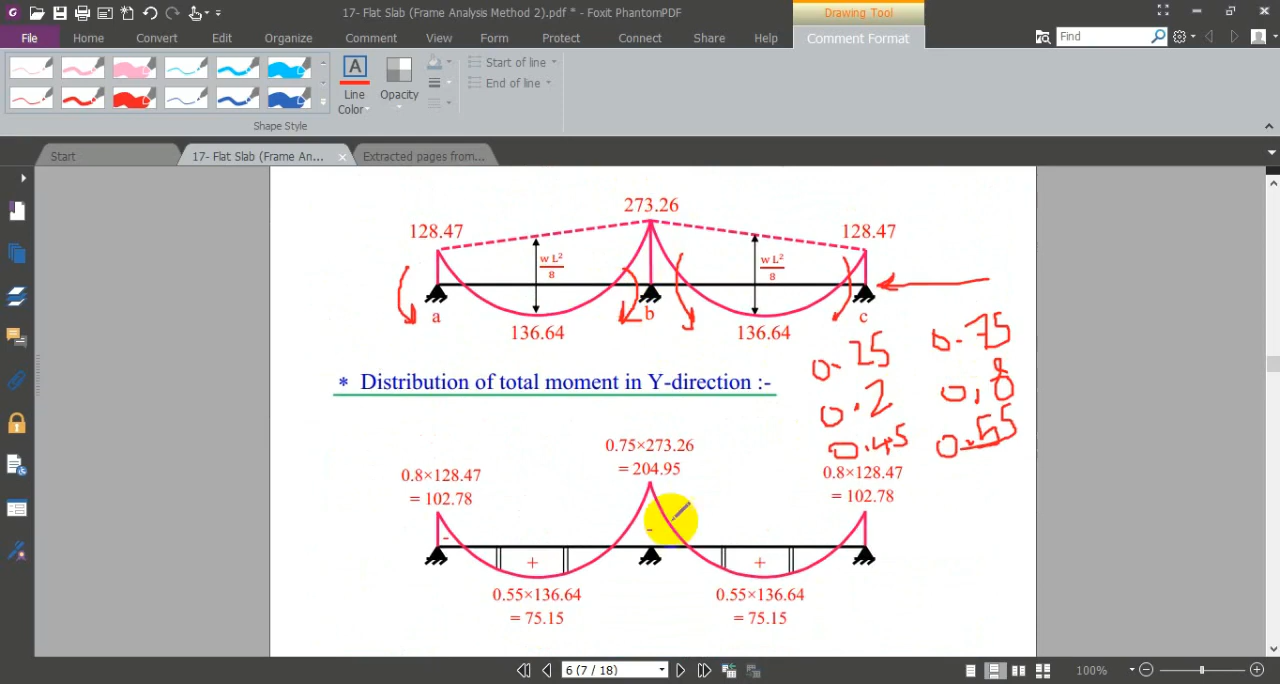 17- Flat Slab (Frame Analysis Method 2).pdf * - Foxit PhantomPDF
Drawing Tool
File
Home
Convert
Edit
Organize
Comment
View
Form
Protect
Connect
Share
Help
Comment Format
Find
Line
Color
Opacity
Start of line
End of line
Shape Style
Start
17- Flat Slab (Frame An...
Extracted pages from...
273.26
128.47
128.47
w L²
8
w L²
8
a
b
c
136.64
136.64
0.25
0.75
0.2
0.8
0.45
0.55
* Distribution of total moment in Y-direction :-
0.75×273.26
= 204.95
0.8×128.47
= 102.78
0.8×128.47
= 102.78
-
-
+
+
0.55×136.64
= 75.15
0.55×136.64
= 75.15
6 (7 / 18)
100%